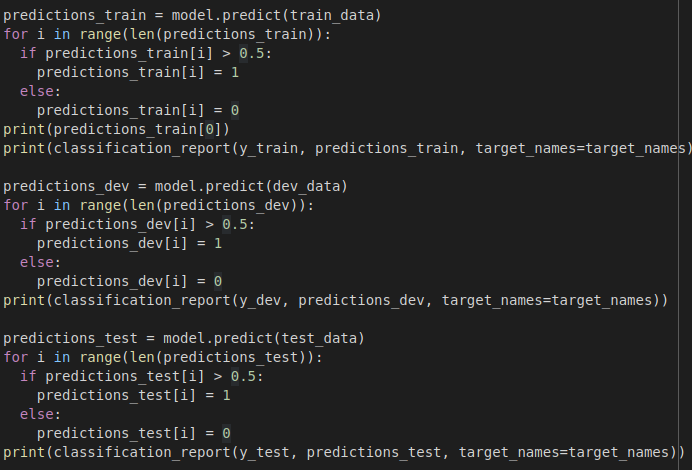 predictions_train = model.predict(train_data)
for i in range(len(predictions_train)):
  if predictions_train[i] > 0.5:
    predictions_train[i] = 1
  else:
    predictions_train[i] = 0
print(predictions_train[0])
print(classification_report(y_train, predictions_train, target_names=target_names)

predictions_dev = model.predict(dev_data)
for i in range(len(predictions_dev)):
  if predictions_dev[i] > 0.5:
    predictions_dev[i] = 1
  else:
    predictions_dev[i] = 0
print(classification_report(y_dev, predictions_dev, target_names=target_names))

predictions_test = model.predict(test_data)
for i in range(len(predictions_test)):
  if predictions_test[i] > 0.5:
    predictions_test[i] = 1
  else:
    predictions_test[i] = 0
print(classification_report(y_test, predictions_test, target_names=target_names))